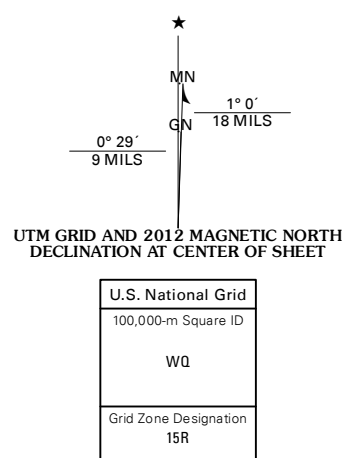 MN
1° 0´
18 MILS
GN
0° 29´
9 MILS
UTM GRID AND 2012 MAGNETIC NORTH
DECLINATION AT CENTER OF SHEET
U.S. National Grid
100,000-m Square ID
WQ
Grid Zone Designation
15R